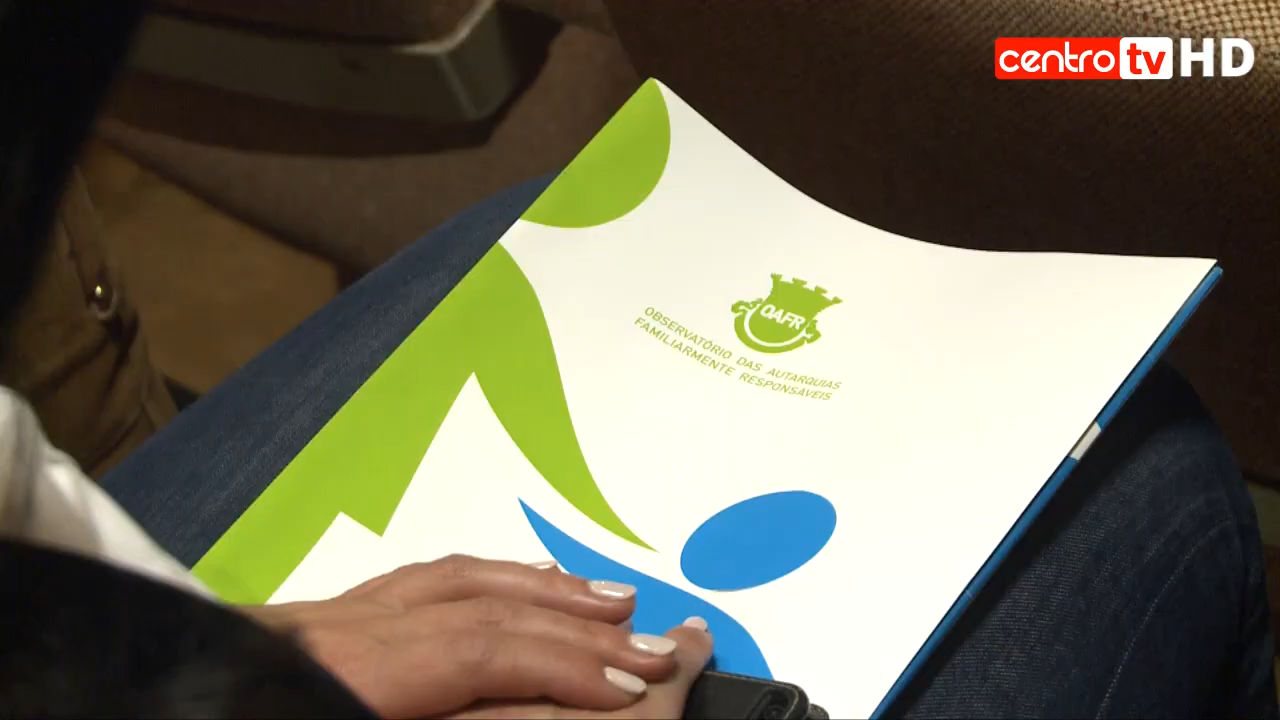 centro tv HD
OAFR
OBSERVATÓRIO DAS AUTARQUIAS
FAMILIARMENTE RESPONSÁVEIS